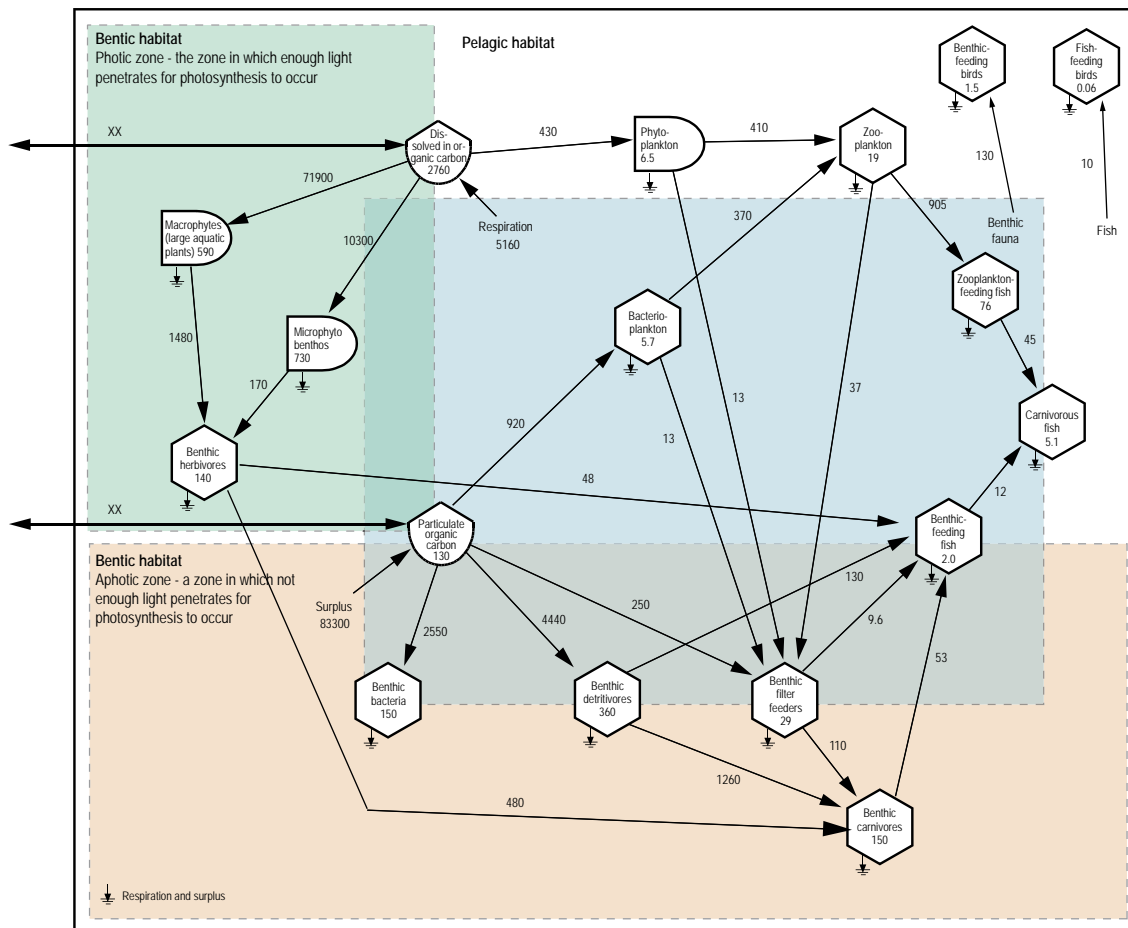 Bentic habitat
Photic zone - the zone in which enough light
penetrates for photosynthesis to occur
Pelagic habitat
Benthic-
feeding
birds
1.5
Fish-
feeding
birds
0.06
XX
Dis-
solved in or-
ganic carbon
2760
430
Phyto-
plankton
6.5
410
Zoo-
plankton
19
130
10
71900
Macrophytes
(large aquatic
plants) 590
10300
Respiration
5160
370
905
Benthic
fauna
Fish
Zooplankton-
feeding fish
76
Bacterio-
plankton
5.7
Microphyto
benthos
730
1480
45
170
920
13
13
37
Carnivorous
fish
5.1
Benthic
herbivores
140
48
12
XX
Particulate
organic
carbon
130
Benthic-
feeding
fish
2.0
Bentic habitat
Aphotic zone - a zone in which not
enough light penetrates for
photosynthesis to occur
Surplus
83300
2550
4440
250
130
9.6
53
Benthic
bacteria
150
Benthic
detritivores
360
Benthic
filter
feeders
29
110
1260
480
Benthic
carnivores
150
Respiration and surplus